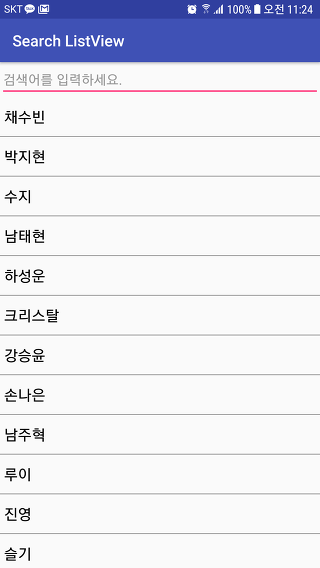 SKT 100% 오전 11:24
Search ListView
검색어를 입력하세요.
채수빈
박지현
수지
남태현
하성운
크리스탈
강승윤
손나은
남주혁
루이
진영
슬기